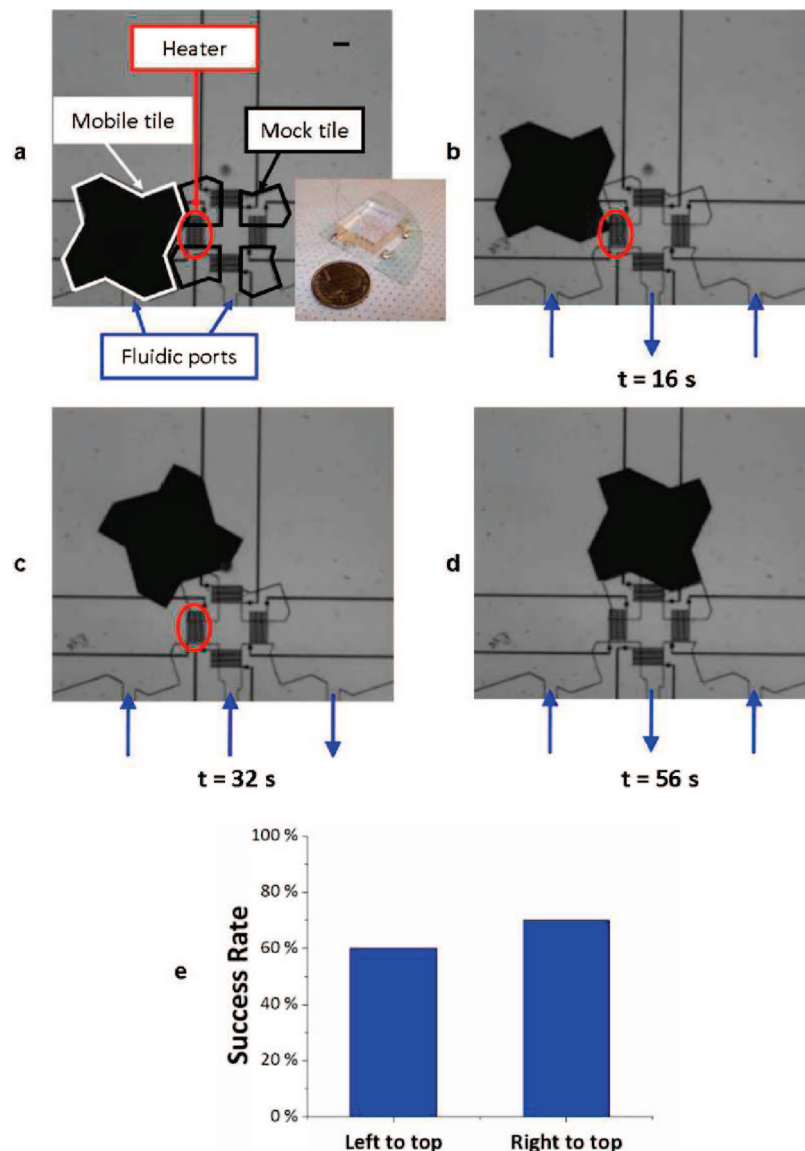 Heater
Mobile tile
Mock tile
a
Fluidic ports
b
t = 16 s
c
t = 32 s
d
t = 56 s
e
Success Rate
100 %
80 %
60 %
40 %
20 %
0 %
Left to top
Right to top